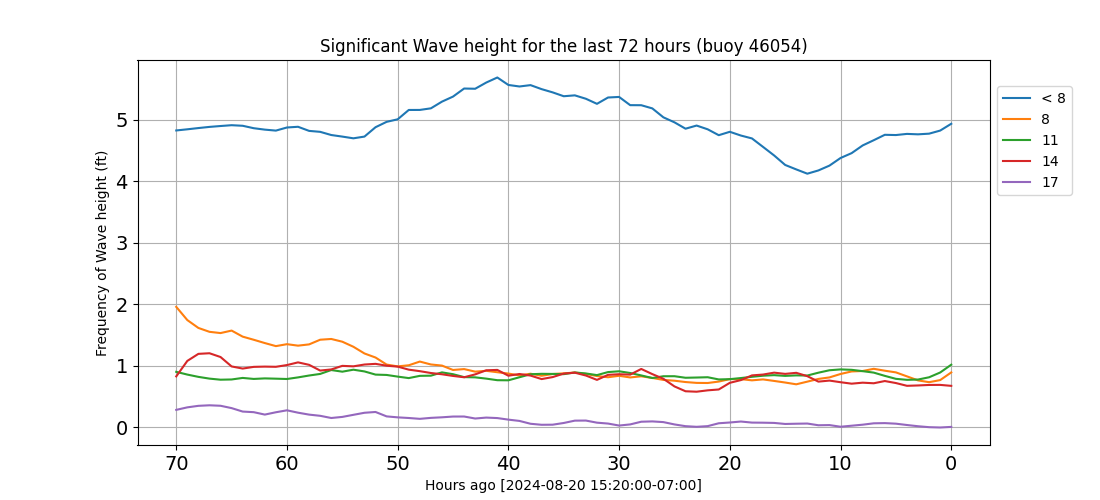 Significant Wave height for the last 72 hours (buoy 46054)
Frequency of Wave height (ft)
5
4
3
2
1
0
70 60 50 40 30 20 10 0
Hours ago [2024-08-20 15:20:00-07:00]
< 8
8
11
14
17